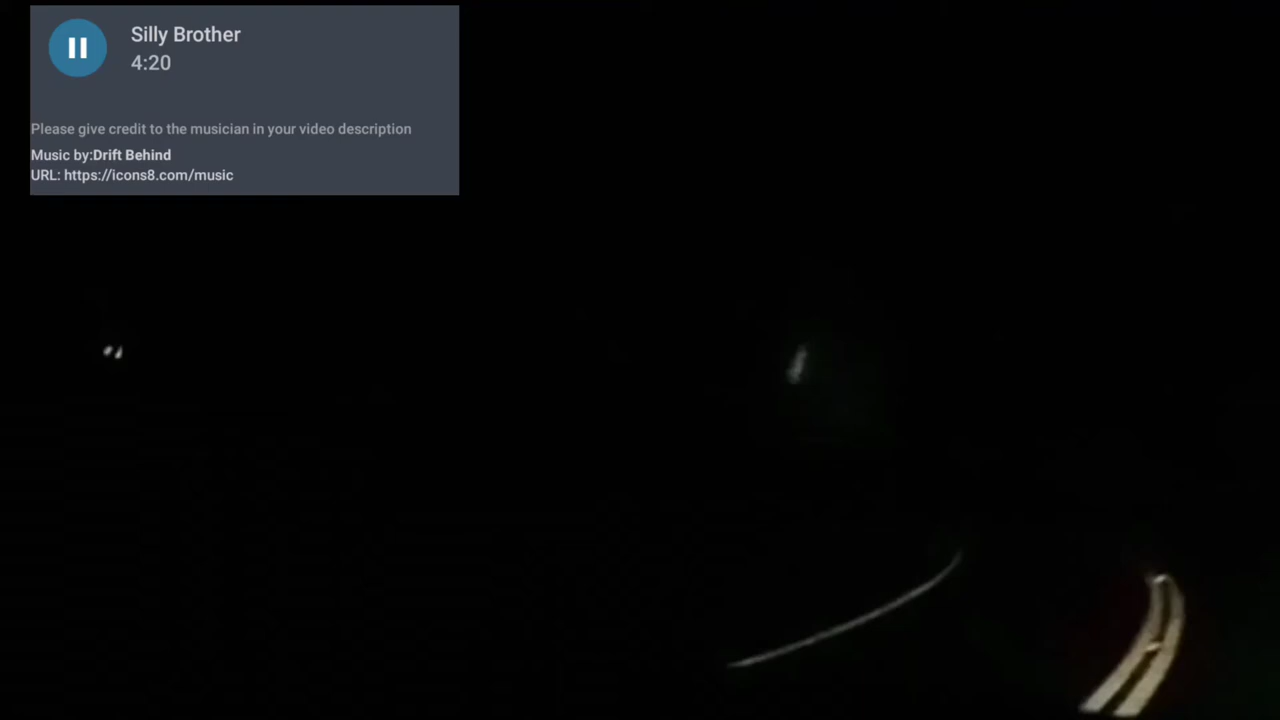 Silly Brother
4:20
Please give credit to the musician in your video description
Music by:Drift Behind
URL: https://icons8.com/music